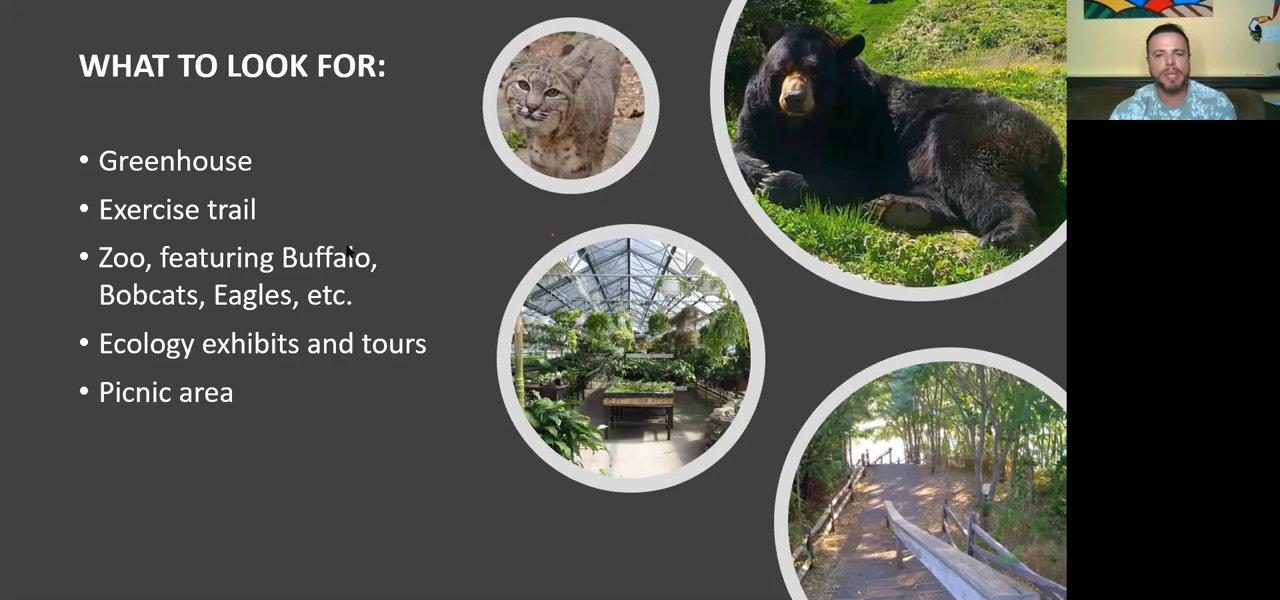 WHAT TO LOOK FOR:
• Greenhouse
• Exercise trail
• Zoo, featuring Buffalo,
Bobcats, Eagles, etc.
• Ecology exhibits and tours
• Picnic area